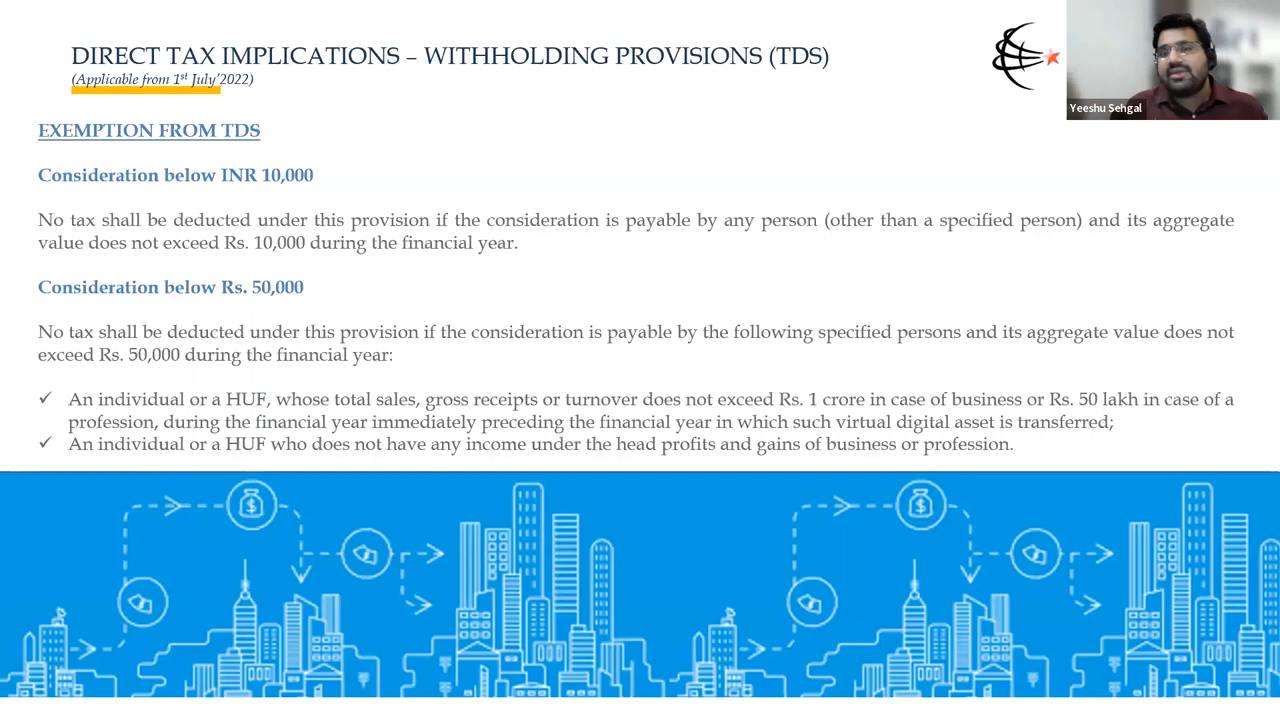 DIRECT TAX IMPLICATIONS – WITHHOLDING PROVISIONS (TDS)
(Applicable from 1st July'2022)
Yeeshu Sehgal
EXEMPTION FROM TDS
Consideration below INR 10,000
No tax shall be deducted under this provision if the consideration is payable by any person (other than a specified person) and its aggregate
value does not exceed Rs. 10,000 during the financial year.
Consideration below Rs. 50,000
No tax shall be deducted under this provision if the consideration is payable by the following specified persons and its aggregate value does not
exceed Rs. 50,000 during the financial year:
✓ An individual or a HUF, whose total sales, gross receipts or turnover does not exceed Rs. 1 crore in case of business or Rs. 50 lakh in case of a
profession, during the financial year immediately preceding the financial year in which such virtual digital asset is transferred;
✓ An individual or a HUF who does not have any income under the head profits and gains of business or profession.